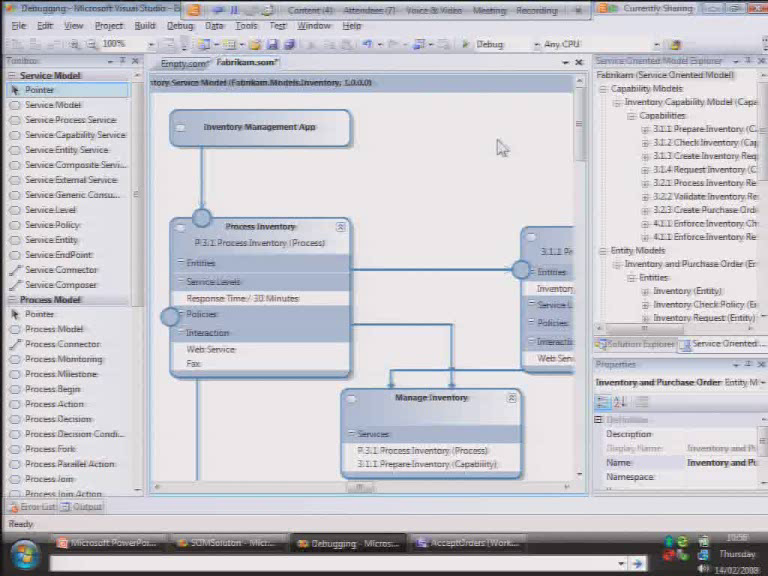 Debugging - Microsoft Visual Studio
Content (4) Attendees (7) Voice & Video Meeting Recording
Currently Sharing
File Edit View Project Build Debug Data Tools Test Window Help
100%
Debug
Any CPU
Toolbox
Service Model
Pointer
Service Model
Service Process Service
Service Capability Service
Service Entity Service
Service Composite Servi...
Service External Service
Service Generic Consu...
Service Level
Service Policy
Service Entity
Service EndPoint
Service Connector
Service Composer
Process Model
Pointer
Process Model
Process Connector
Process Monitoring
Process Milestone
Process Begin
Process Action
Process Decision
Process Decision Condi...
Process Fork
Process Parallel Action
Process Join
Process Join Action
Error List Output
Ready
Empty.som* Fabrikam.som*
tory Service Model (Fabrikam.Models.Inventory, 1.0.0.0)
Inventory Management App
Process Inventory
P.3.1 Process Inventory (Process)
Entities
Service Levels
Response Time / 30 Minutes
Policies
Interaction
Web Service
Fax
3.1.1 Pr
Entities
Inventory
Service L
Policies
Interactio
Web Serv
Manage Inventory
Services
P.3.1 Process Inventory (Process)
3.1.1 Prepare Inventory (Capability)
Service Oriented Model Explorer
Fabrikam (Service Oriented Model)
Capability Models
Inventory Capability Model (Capa
Capabilities
3.1.1 Prepare Inventory (C
3.1.2 Check Inventory (Cap
3.1.3 Create Inventory Req
3.1.4 Request Inventory (C
3.2.1 Process Inventory Re
3.2.2 Validate Inventory Re
3.2.3 Create Purchase Ord
4.1.1 Enforce Inventory Ch
4.1.1 Enforce Inventory Re
Entity Models
Inventory and Purchase Order (En
Entities
Inventory (Entity)
Inventory Check Policy (En
Inventory Request (Entity)
Solution Explorer Service Oriented...
Properties
Inventory and Purchase Order Entity M
Definition
Description
Display Name Inventory and Pu
Name Inventory and Pu
Namespace
Microsoft PowerPoi... SOMSolution - Micr... Debugging - Micros... AcceptOrders (Work...
10:56
Thursday
14/02/2008